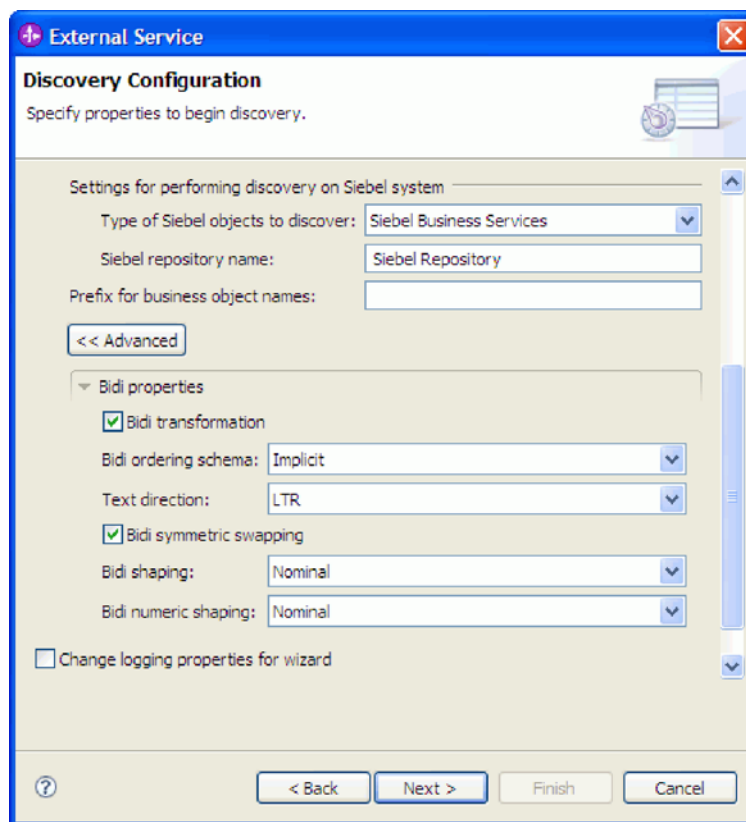 External Service
Discovery Configuration
Specify properties to begin discovery.
Settings for performing discovery on Siebel system
Type of Siebel objects to discover: Siebel Business Services
Siebel repository name: Siebel Repository
Prefix for business object names:
<< Advanced
Bidi properties
Bidi transformation
Bidi ordering schema: Implicit
Text direction: LTR
Bidi symmetric swapping
Bidi shaping: Nominal
Bidi numeric shaping: Nominal
Change logging properties for wizard
? < Back Next > Finish Cancel